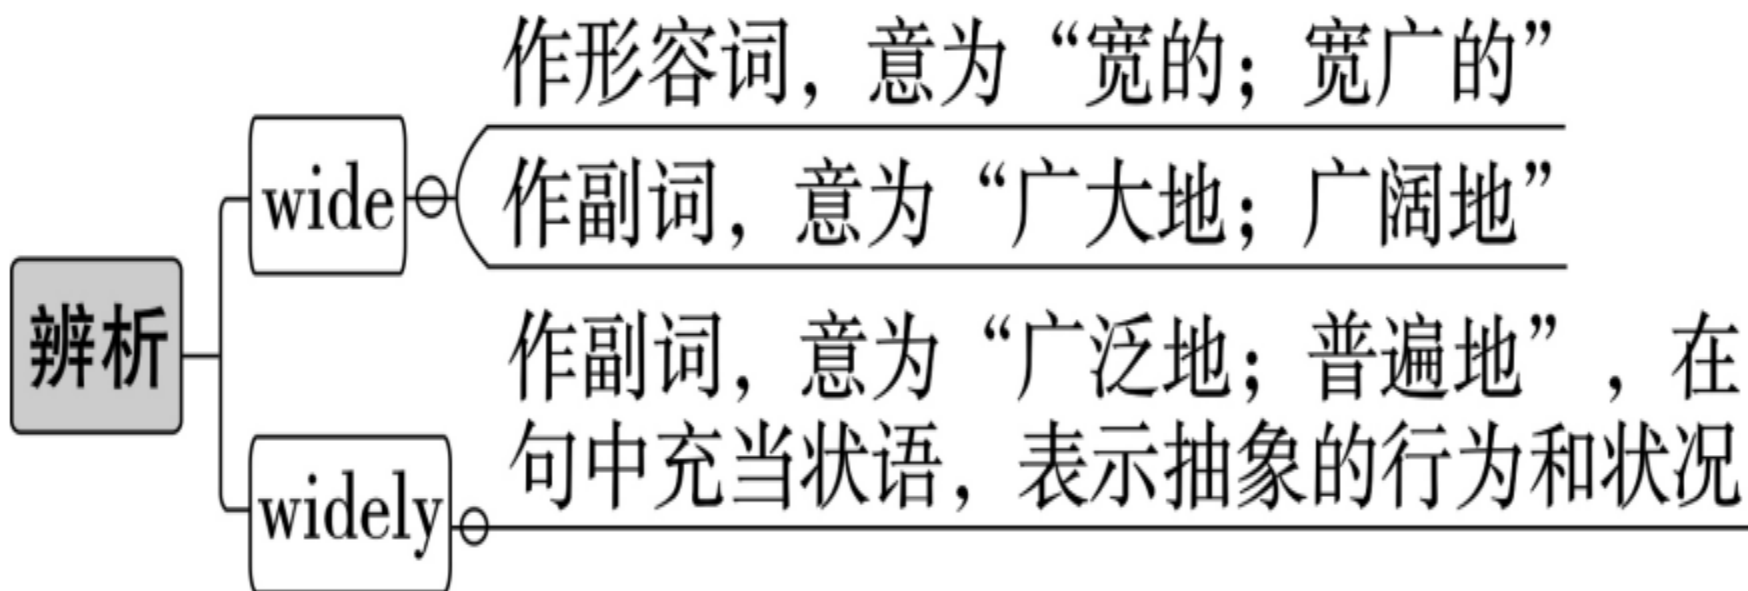 辨析
wide
作形容词，意为“宽的；宽广的”
作副词，意为“广大地；广阔地”
widely
作副词，意为“广泛地；普遍地”，在
句中充当状语，表示抽象的行为和状况